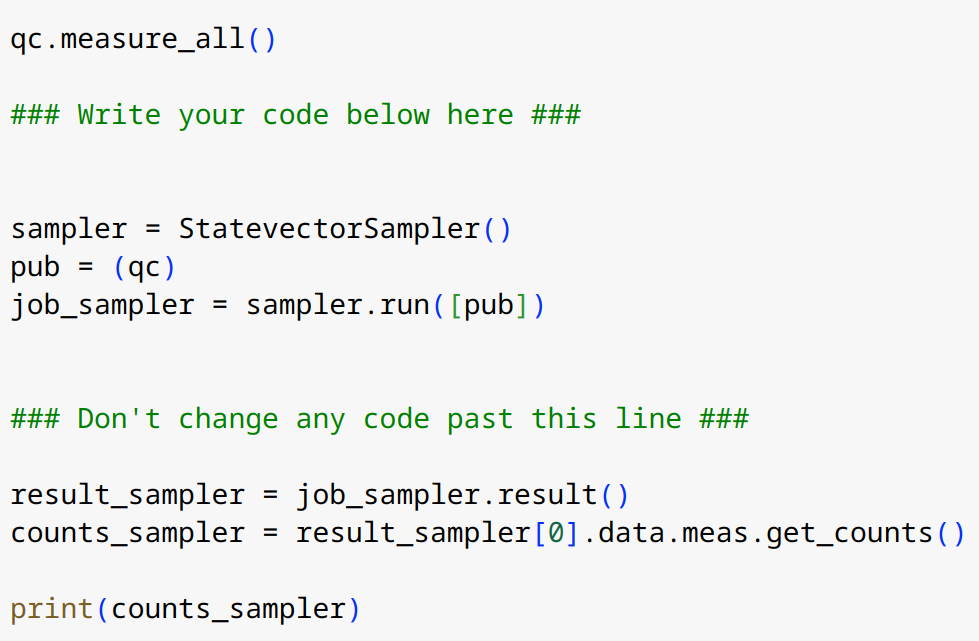 qc.measure_all()
### Write your code below here ###
sampler = StatevectorSampler()
pub = (qc)
job_sampler = sampler.run([pub])
### Don't change any code past this line ###
result_sampler = job_sampler.result()
counts_sampler = result_sampler[0].data.meas.get_counts()
print(counts_sampler)